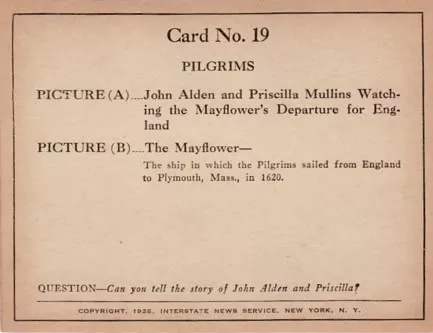 Card No. 19
PILGRIMS
PICTURE (A)....John Alden and Priscilla Mullins Watch-
ing the Mayflower's Departure for Eng-
land
PICTURE (B)....The Mayflower—
The ship in which the Pilgrims sailed from England
to Plymouth, Mass., in 1620.
QUESTION—Can you tell the story of John Alden and Priscilla?
COPYRIGHT, 1920, INTERSTATE NEWS SERVICE, NEW YORK, N. Y.